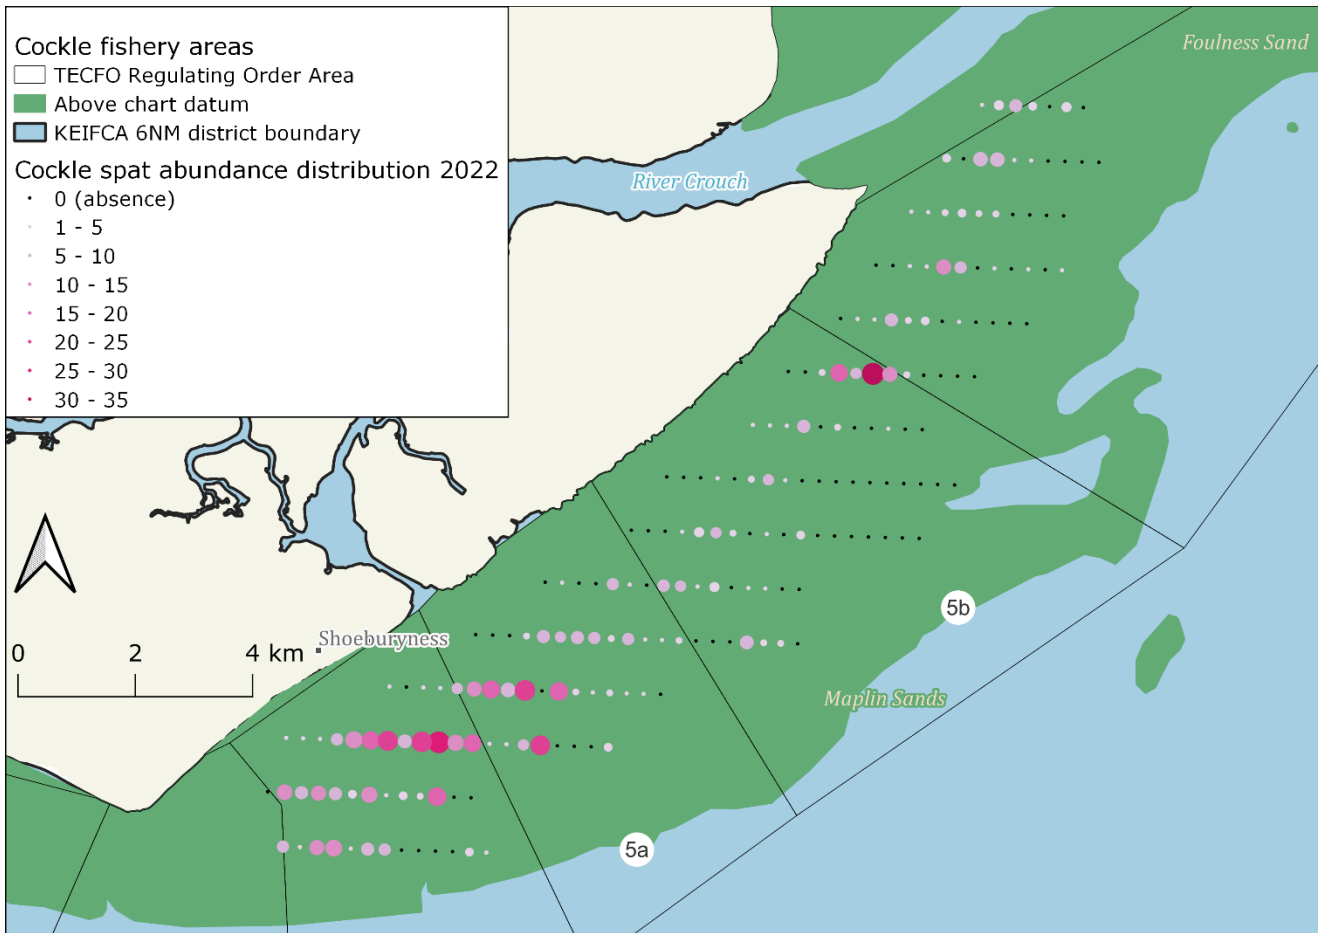 Cockle fishery areas
TECFO Regulating Order Area
Above chart datum
KEIFCA 6NM district boundary
Cockle spat abundance distribution 2022
0 (absence)
1 - 5
5 - 10
10 - 15
15 - 20
20 - 25
25 - 30
30 - 35
Foulness Sand
River Crouch
5b
Shoeburyness
0 2 4 km
Maplin Sands
5a